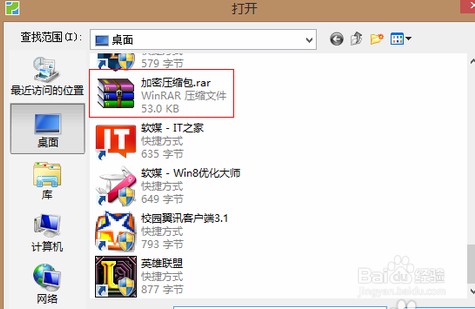 打开
查找范围(I):
桌面
579 字节
最近访问的位置
加密压缩包.rar
WinRAR 压缩文件
53.0 KB
桌面
软媒 - IT之家
快捷方式
635 字节
库
软媒 - Win8优化大师
快捷方式
649 字节
计算机
校园翼讯客户端3.1
快捷方式
793 字节
网络
英雄联盟
快捷方式
877 字节
Baidu 经验
jingyan.baidu.com